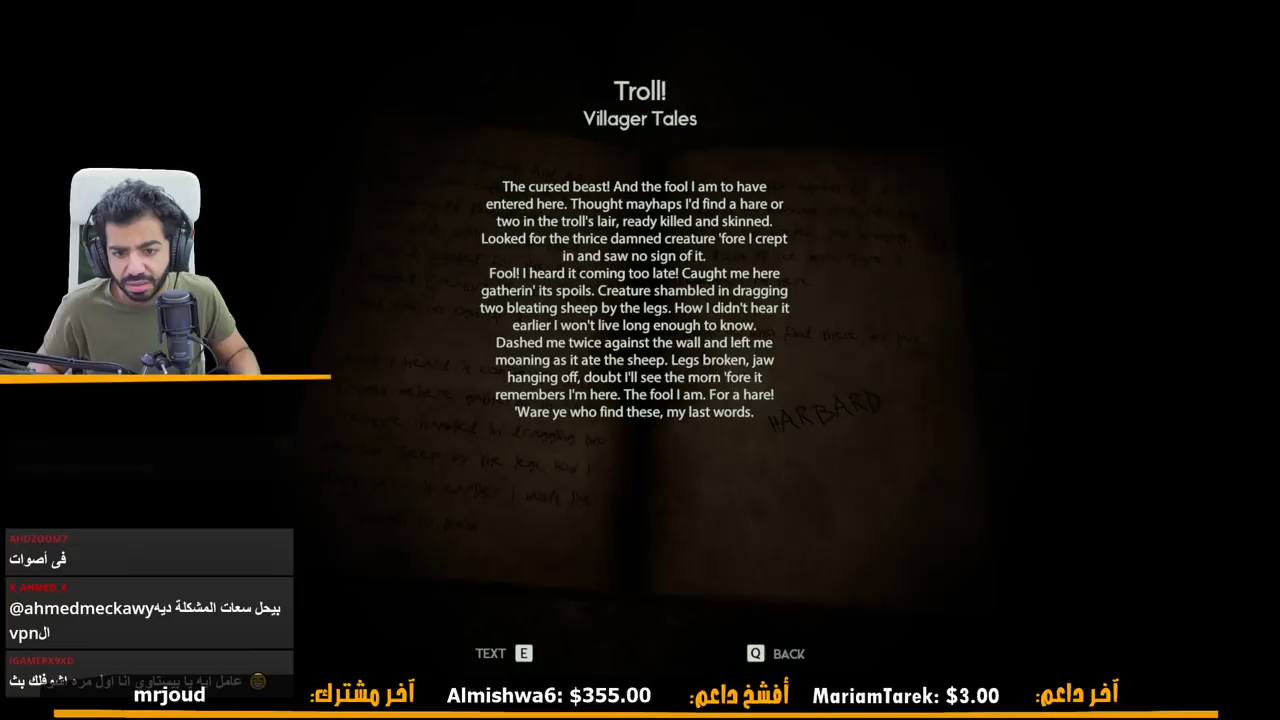 Troll!
Villager Tales
The cursed beast! And the fool I am to have
entered here. Thought mayhaps I'd find a hare or
two in the troll's lair, ready killed and skinned.
Looked for the thrice damned creature 'fore I crept
in and saw no sign of it.
Fool! I heard it coming too late! Caught me here
gatherin' its spoils. Creature shambled in dragging
two bleating sheep by the legs. How I didn't hear it
earlier I won't live long enough to know.
Dashed me twice against the wall and left me
moaning as it ate the sheep. Legs broken, jaw
hanging off, doubt I'll see the morn 'fore it
remembers I'm here. The fool I am. For a hare!
'Ware ye who find these, my last words.
HARBARD
AHDZOOM7
فى أصوات
X_AHMED_X
@ahmedmeckawyبيحل سعات المشكلة ديه
الvpn
IGAMERX9XD
TEXT E
Q BACK
آخر داعم: MariamTarek: $3.00
أفشخ داعم: Almishwa6: $355.00
آخر مشترك: mrjoud